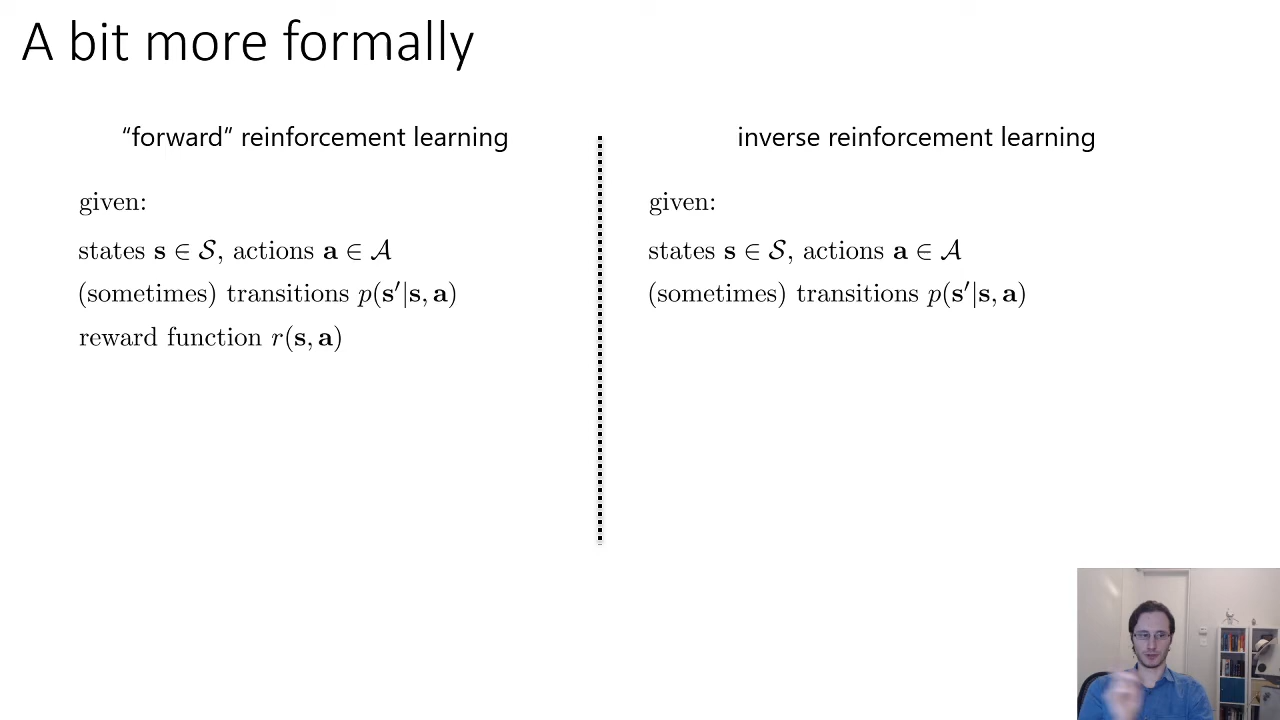 A bit more formally
“forward“ reinforcement learning
given:
states s ∈ 𝒮, actions a ∈ 𝒜
(sometimes) transitions p(s′|s, a)
reward function r(s, a)
inverse reinforcement learning
given:
states s ∈ 𝒮, actions a ∈ 𝒜
(sometimes) transitions p(s′|s, a)